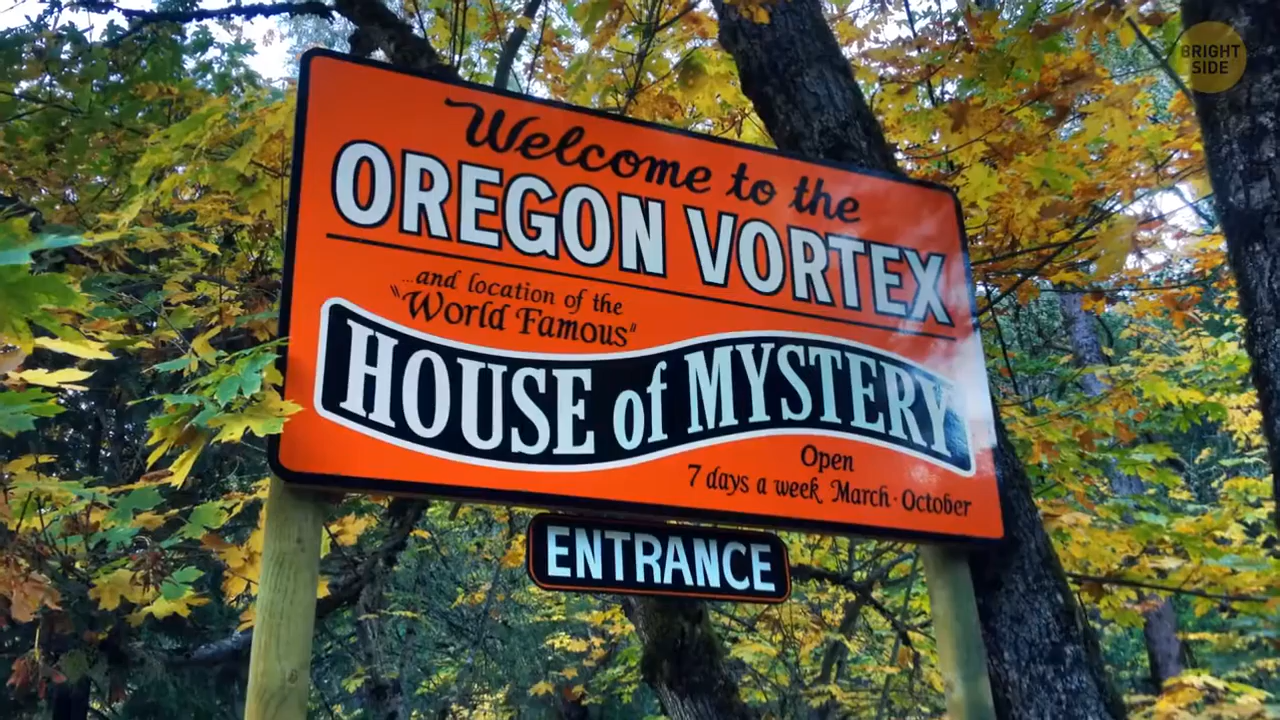 BRIGHT
SIDE
Welcome to the
OREGON VORTEX
...and location of the
"World Famous"
HOUSE of MYSTERY
Open
7 days a week March · October
ENTRANCE